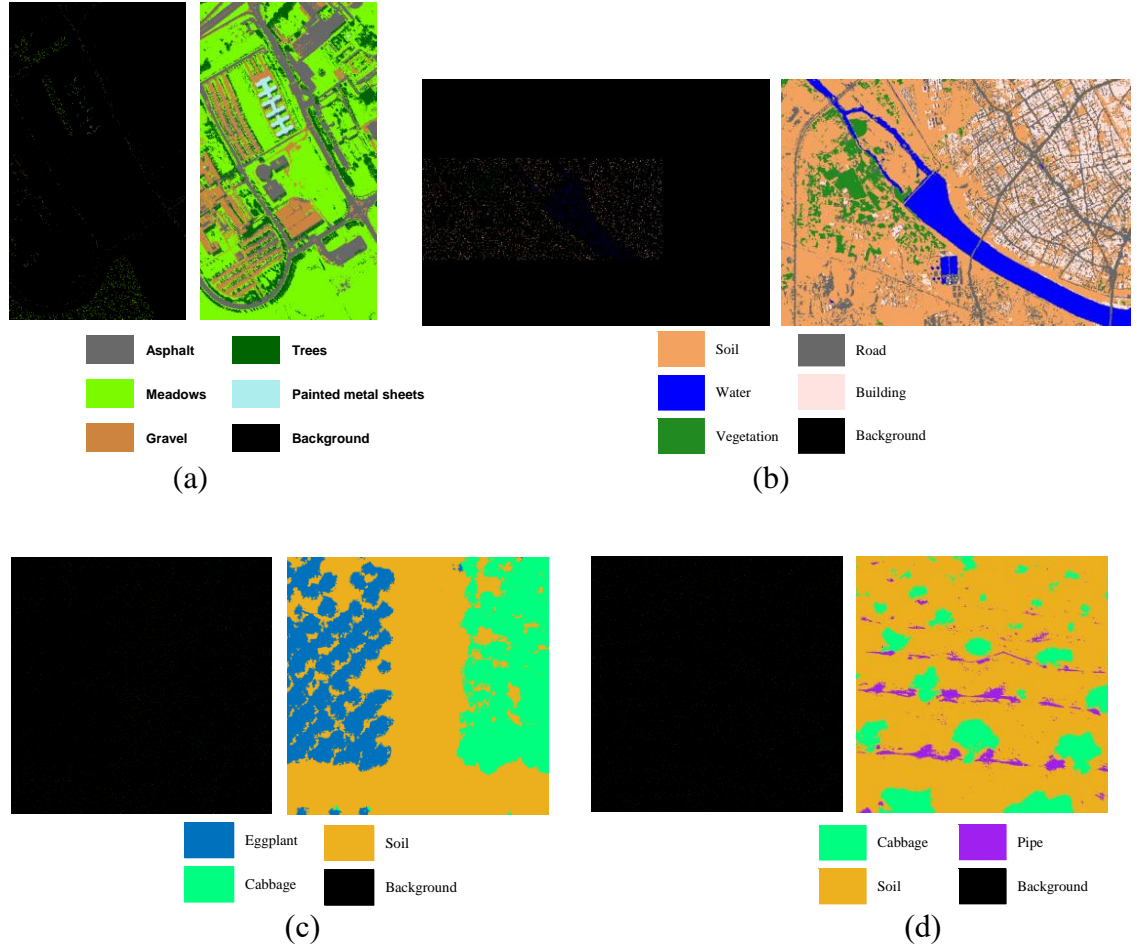 Asphalt Trees
Meadows Painted metal sheets
Gravel Background
(a)
Soil Road
Water Building
Vegetation Background
(b)
Eggplant Soil
Cabbage Background
(c)
Cabbage Pipe
Soil Background
(d)